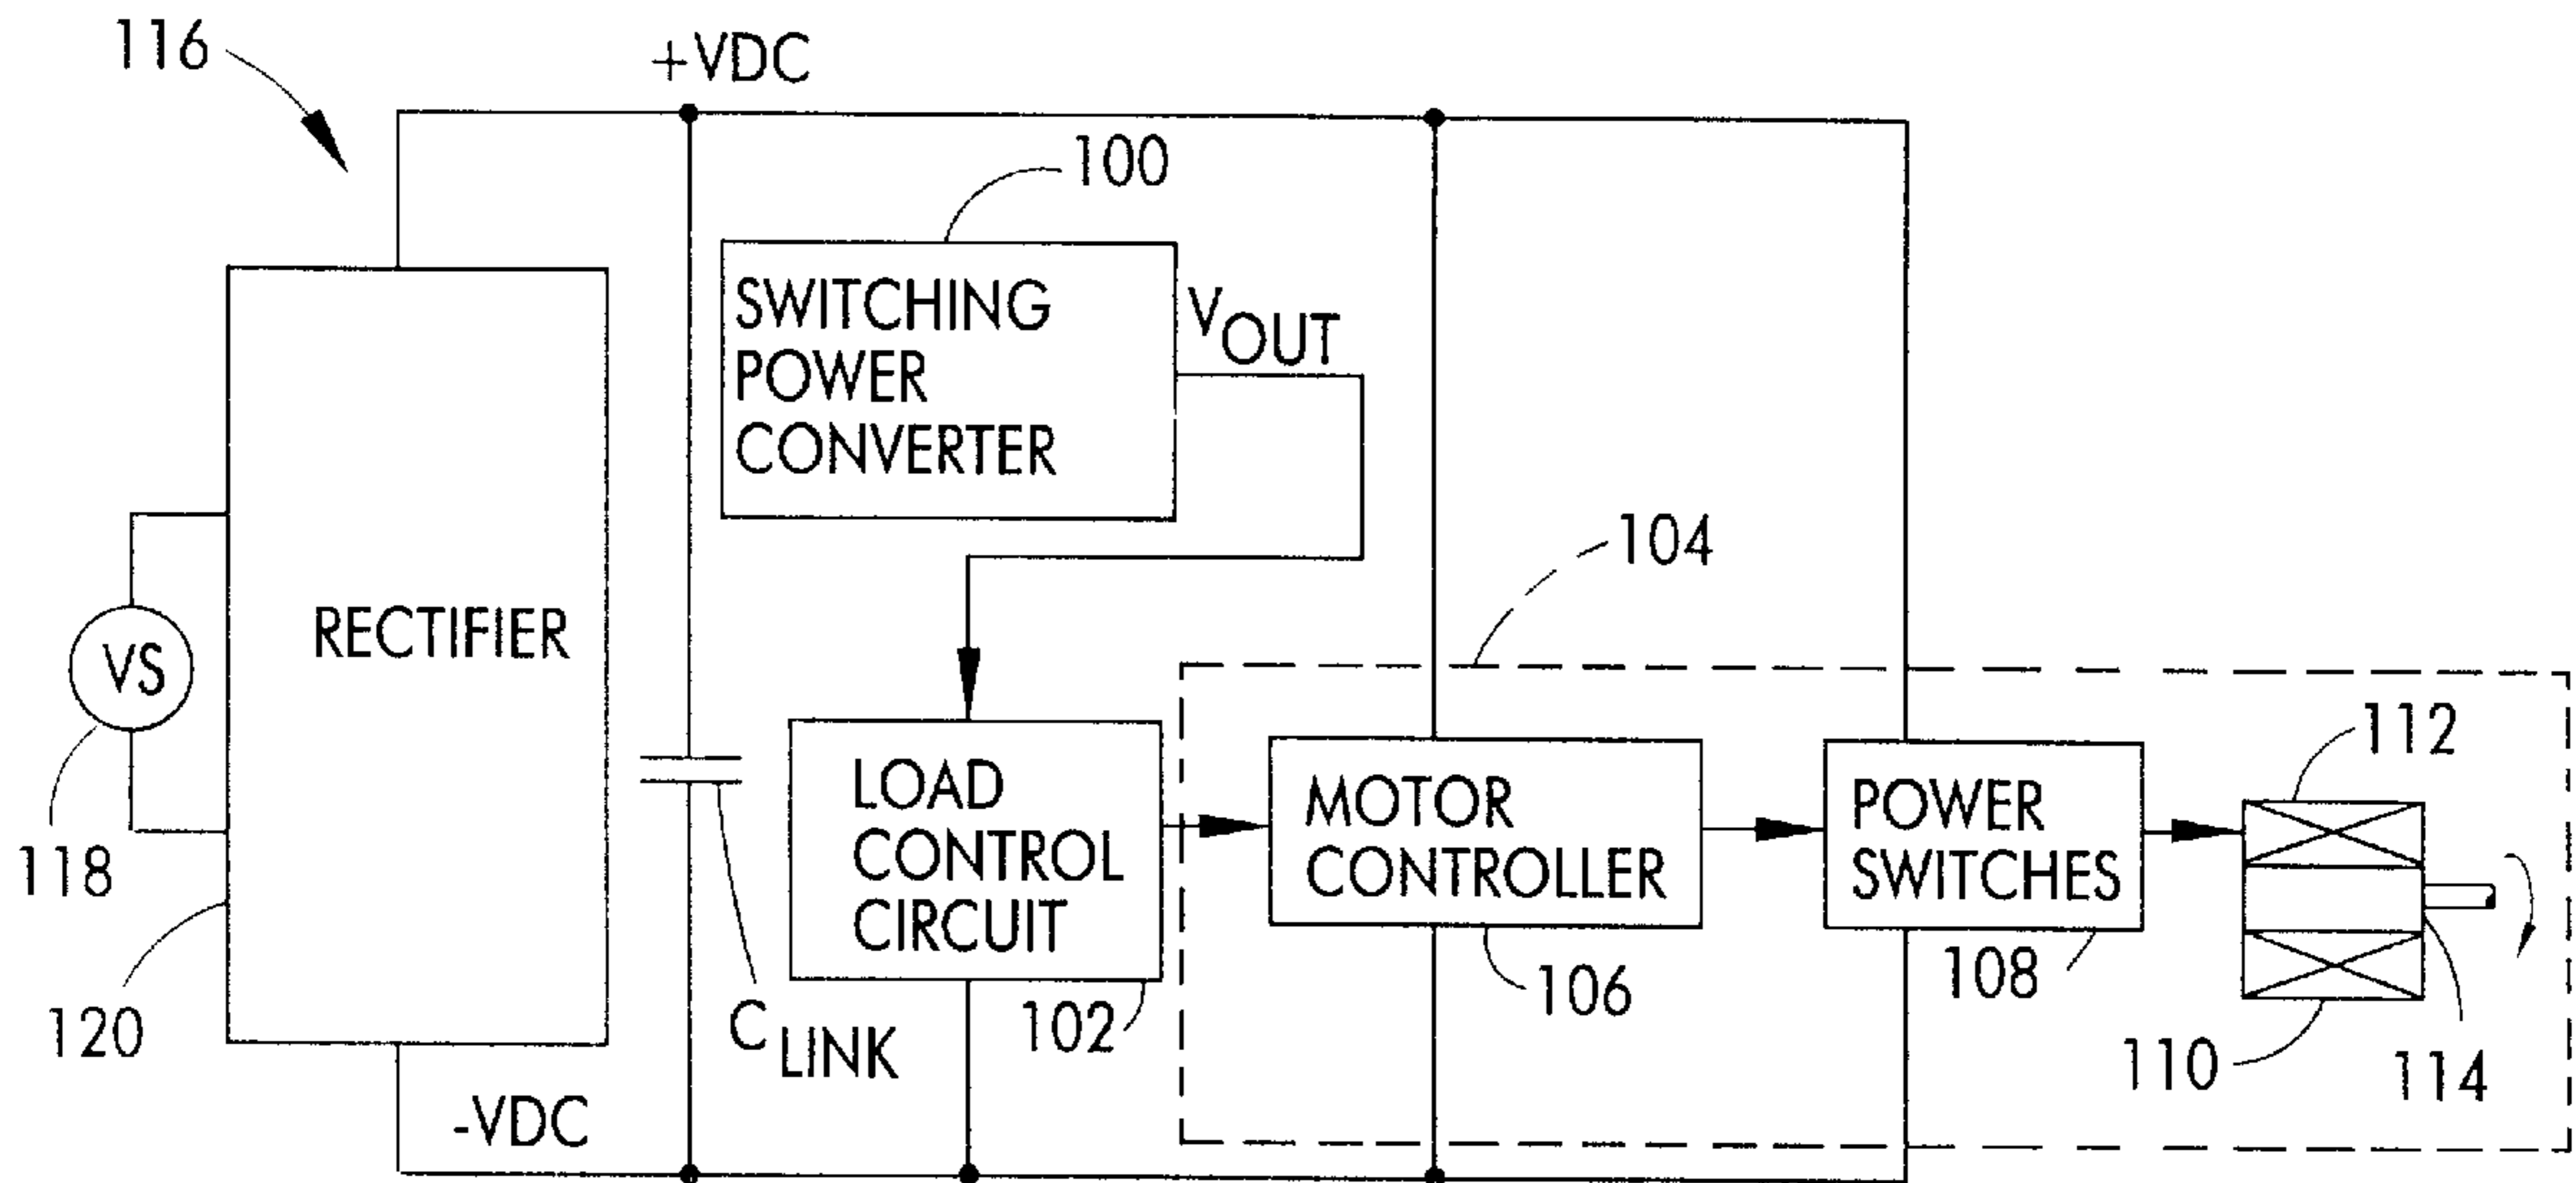 116
+VDC
100
SWITCHING
POWER
CONVERTER
VOUT
104
RECTIFIER
VS
118
120
LOAD
CONTROL
CIRCUIT
102
CLINK
-VDC
MOTOR
CONTROLLER
106
POWER
SWITCHES
108
112
110
114